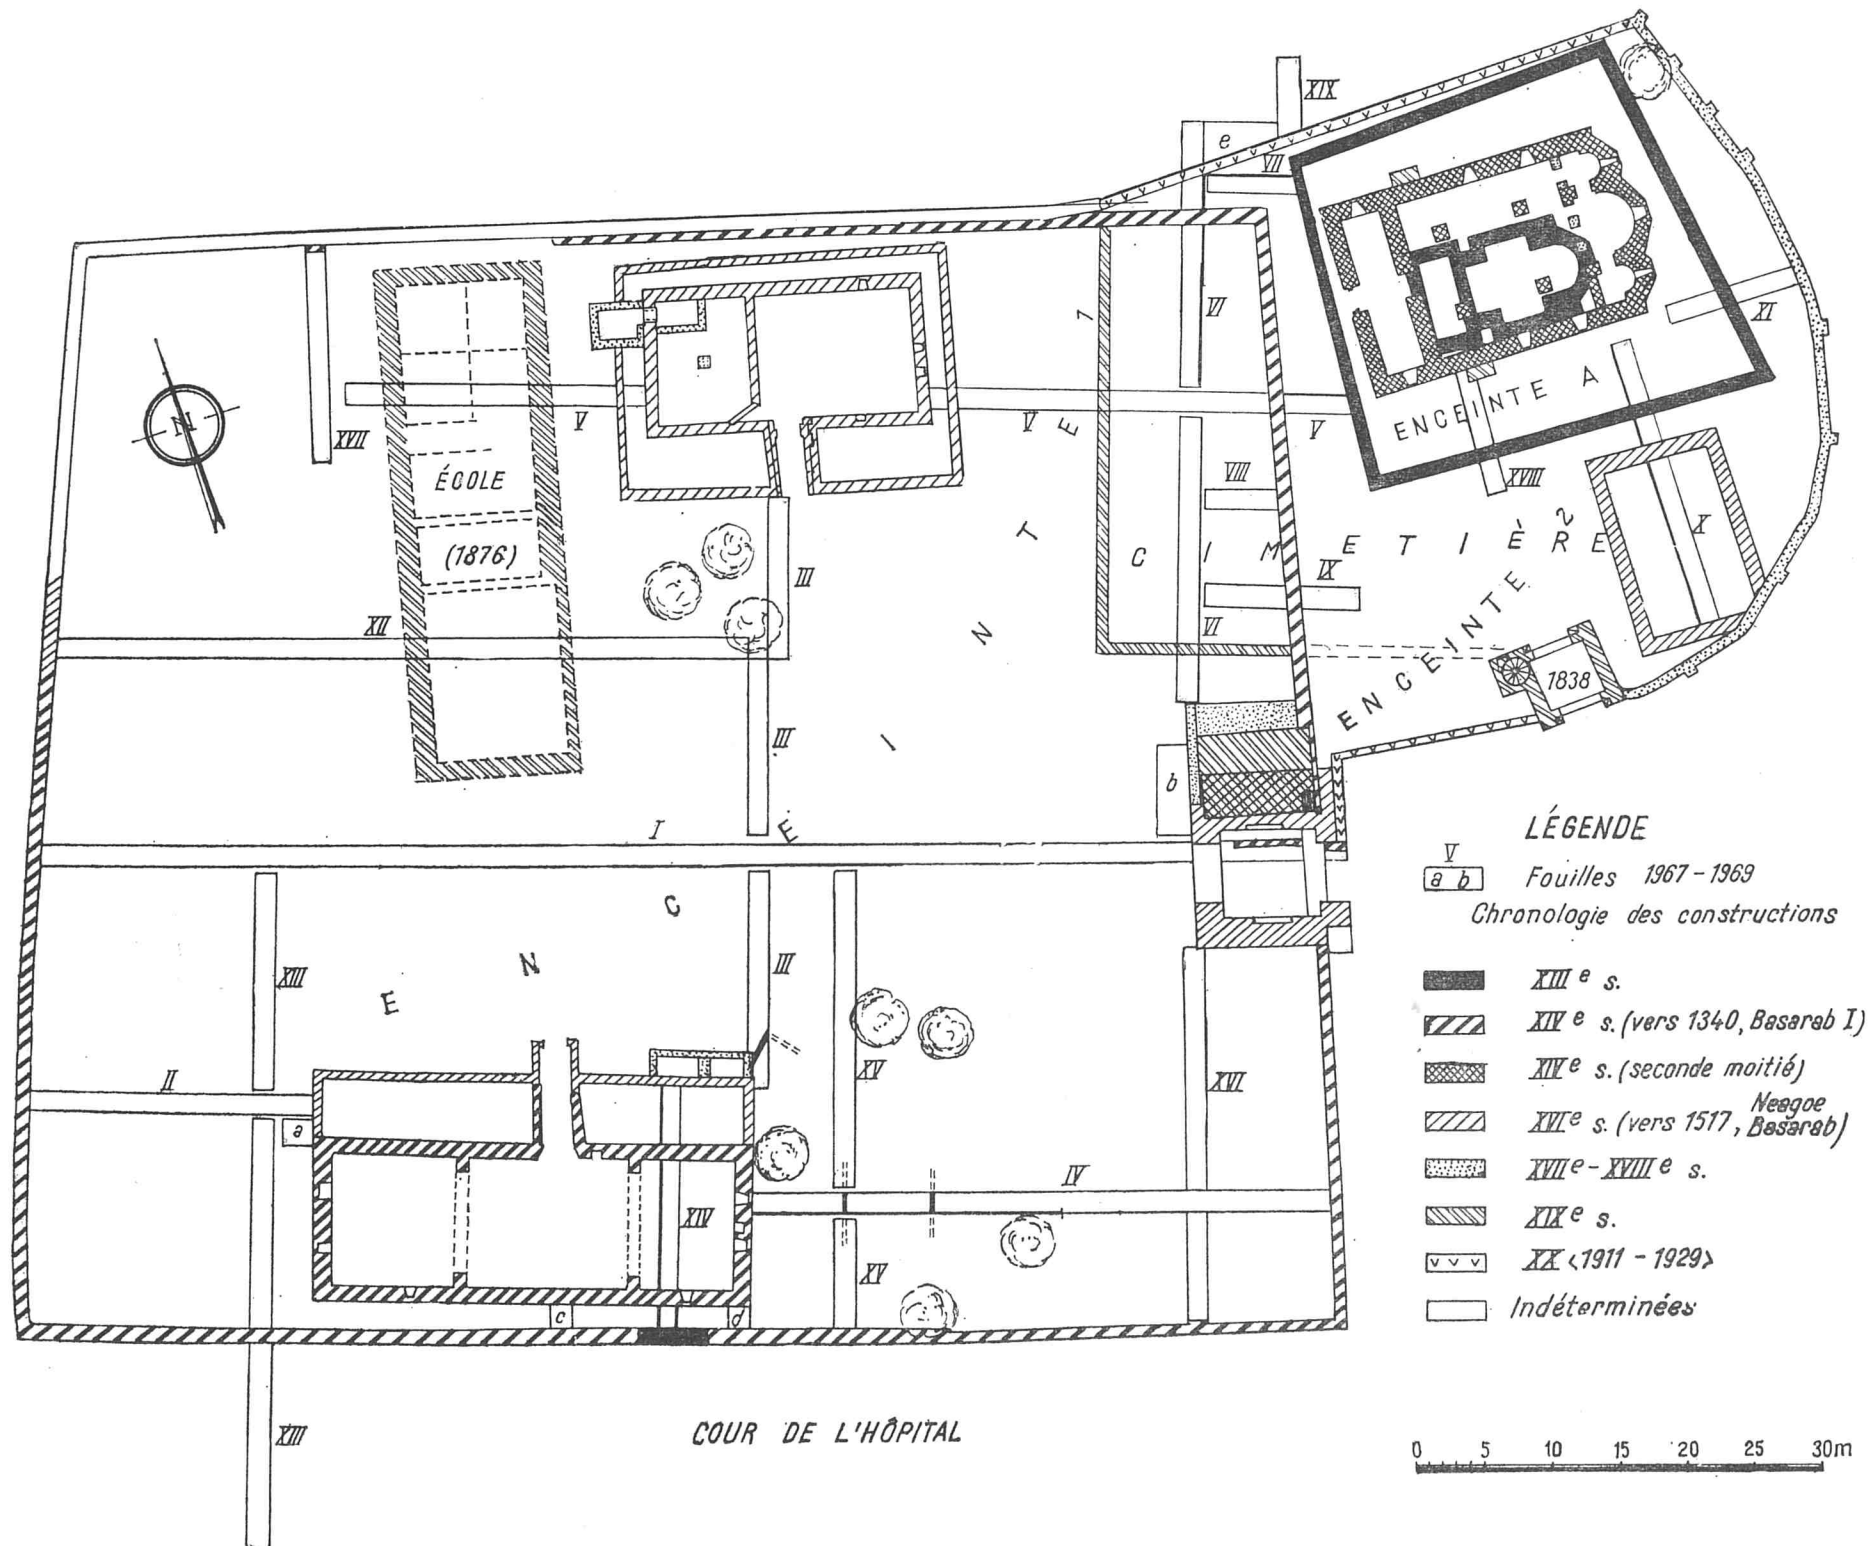 XIX
e
VII
VI
7
XI
N
V
V
V
ENCEINTE A
XVII
ÉCOLE
(1876)
III
VIII
XVIII
X
CIMETIÈRE
IX
XII
VI
ENCEINTE 2
1838
III
b
I
ENCEINTE
XIII
III
II
a
XV
XVI
IV
XIV
XV
c
d
XIII
COUR DE L'HÔPITAL
LÉGENDE
V
a b Fouilles 1967-1969
Chronologie des constructions
XIII e s.
XIV e s. (vers 1340, Basarab I)
XIV e s. (seconde moitié)
XVI e s. (vers 1517, Neagoe Basarab)
XVII e - XVIII e s.
XIX e s.
XX <1911 - 1929>
Indéterminées
0 5 10 15 20 25 30m